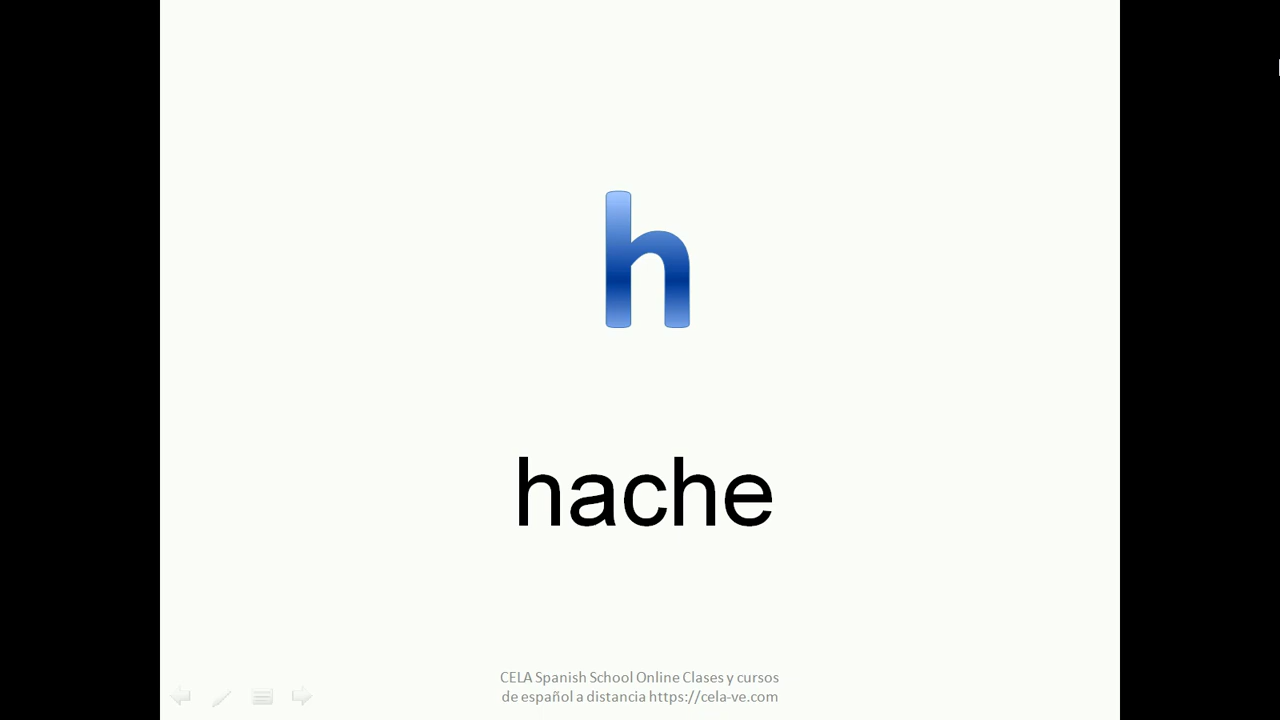 h
hache
CELA Spanish School Online Clases y cursos
de español a distancia https://cela-ve.com